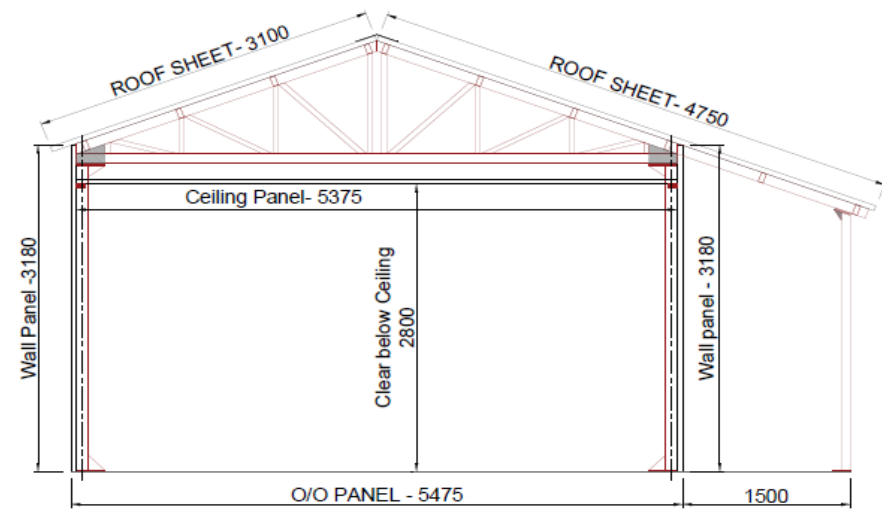 ROOF SHEET- 3100
ROOF SHEET- 4750
Ceiling Panel- 5375
Wall Panel -3180
Clear below Ceiling
2800
Wall panel - 3180
O/O PANEL - 5475
1500